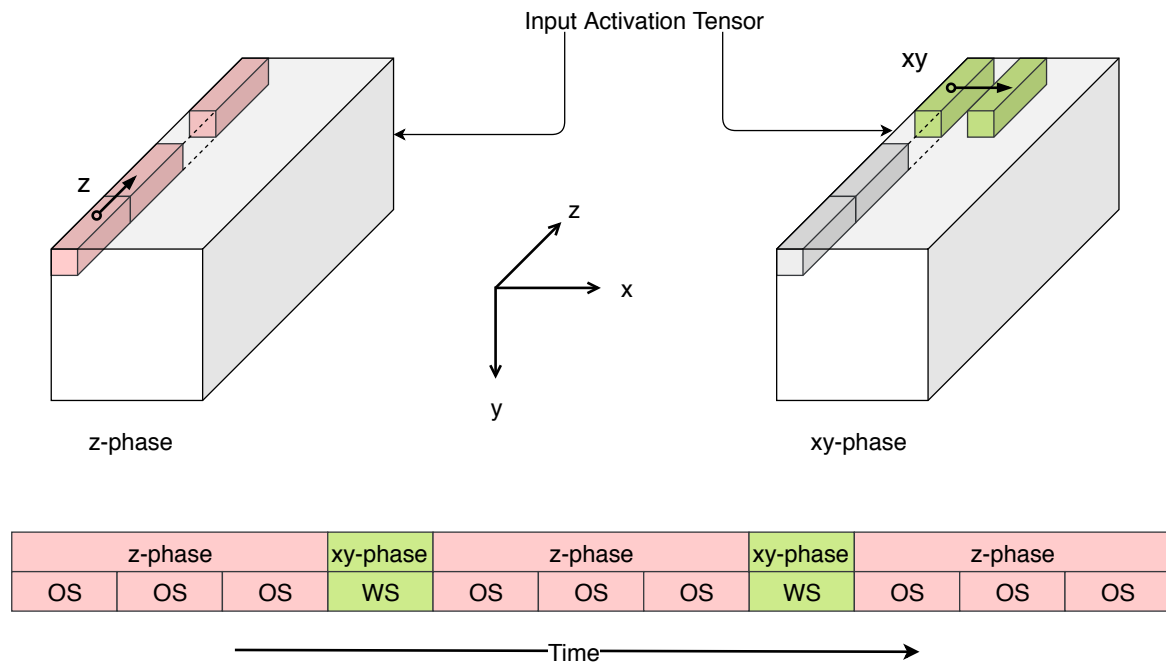 Input Activation Tensor
xy
z
z
x
y
z-phase
xy-phase
z-phase xy-phase z-phase xy-phase z-phase
OS OS OS WS OS OS OS WS OS OS OS
Time